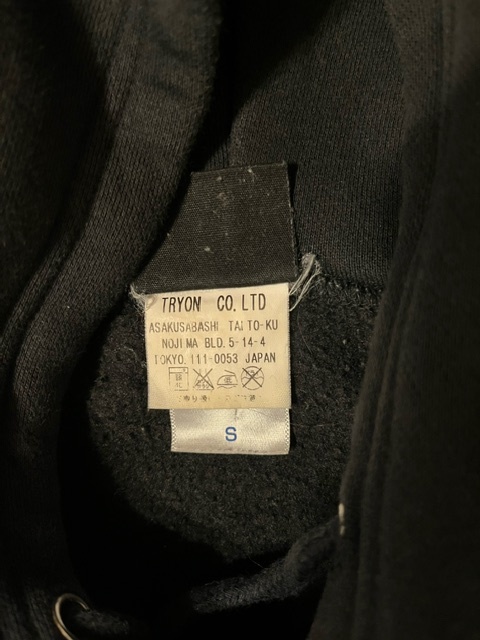 TRYON CO. LTD
ASAKUSABASHI. TAITO-KU
NOJIMA BLD. 5-14-4
TOKYO. 111-0053 JAPAN
S